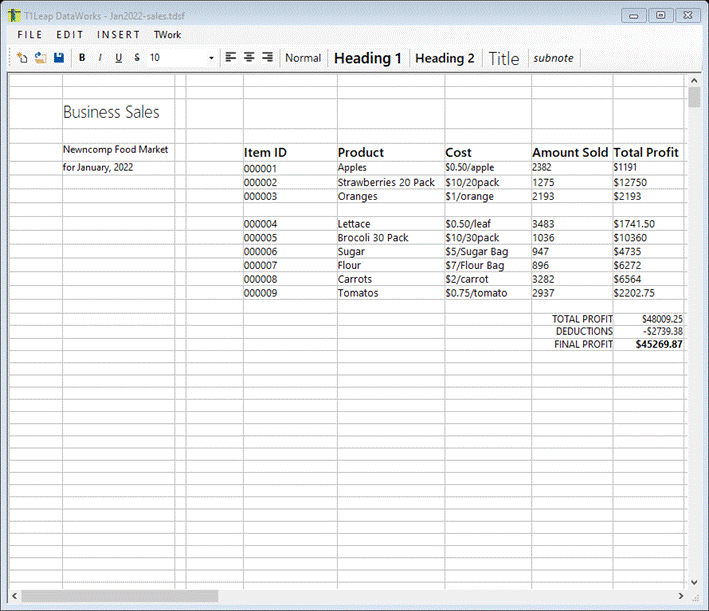 T1Leap DataWorks - Jan2022-sales.tdsf
FILE EDIT INSERT TWork
B I U S 10 Normal Heading 1 Heading 2 Title subnote
Business Sales
Newncomp Food Market
for January, 2022
Item ID Product Cost Amount Sold Total Profit
000001 Apples $0.50/apple 2382 $1191
000002 Strawberries 20 Pack $10/20pack 1275 $12750
000003 Oranges $1/orange 2193 $2193
000004 Lettace $0.50/leaf 3483 $1741.50
000005 Brocoli 30 Pack $10/30pack 1036 $10360
000006 Sugar $5/Sugar Bag 947 $4735
000007 Flour $7/Flour Bag 896 $6272
000008 Carrots $2/carrot 3282 $6564
000009 Tomatos $0.75/tomato 2937 $2202.75
TOTAL PROFIT $48009.25
DEDUCTIONS -$2739.38
FINAL PROFIT $45269.87